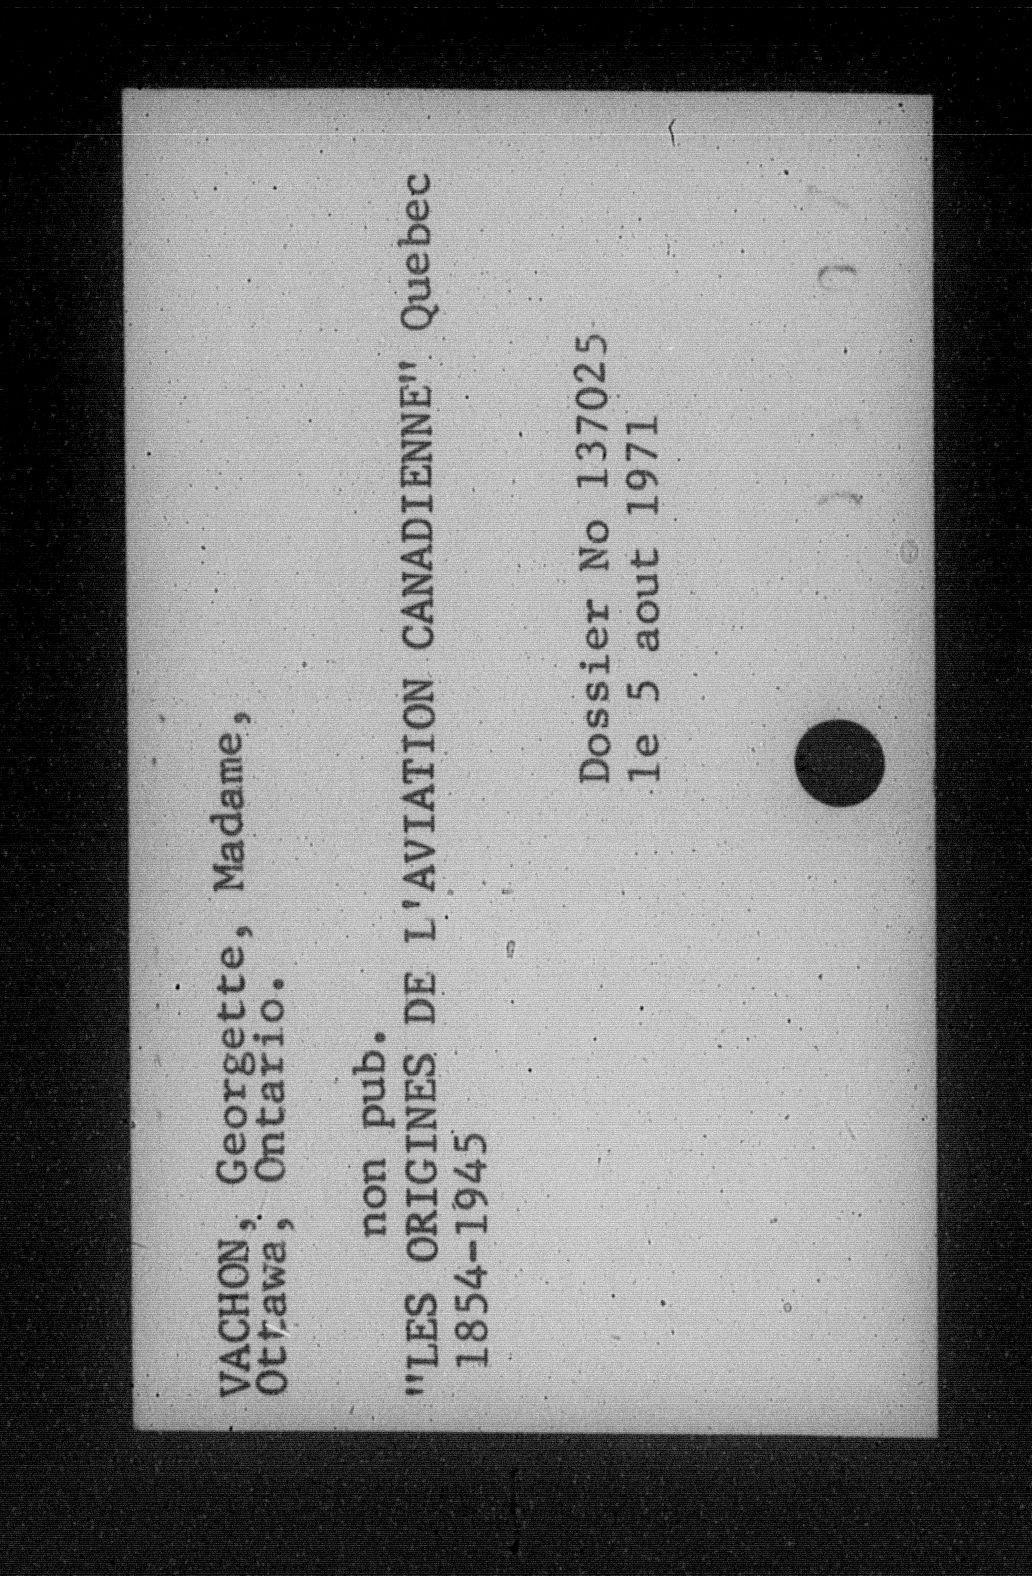 VACHON, Georgette, Madame,
Ottawa, Ontario.
non pub.
"LES ORIGINES DE L'AVIATION CANADIENNE" Quebec
1854-1945
Dossier No 137025
le 5 aout 1971